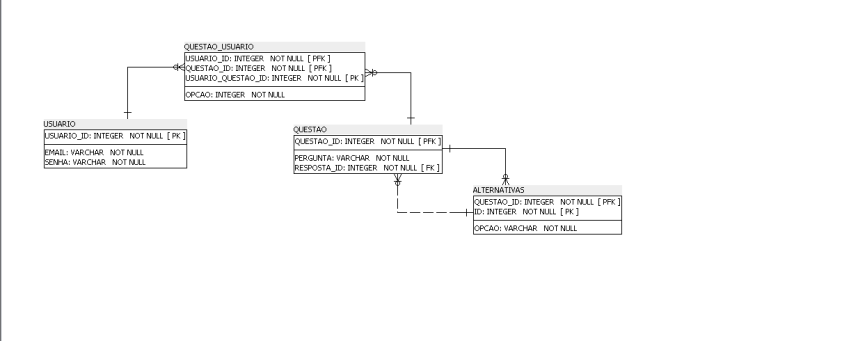 QUESTAO_USUARIO
USUARIO_ID: INTEGER NOT NULL [ PFK ]
QUESTAO_ID: INTEGER NOT NULL [ PFK ]
USUARIO_QUESTAO_ID: INTEGER NOT NULL [ PK ]
OPCAO: INTEGER NOT NULL
USUARIO
USUARIO_ID: INTEGER NOT NULL [ PK ]
EMAIL: VARCHAR NOT NULL
SENHA: VARCHAR NOT NULL
QUESTAO
QUESTAO_ID: INTEGER NOT NULL [ PFK ]
PERGUNTA: VARCHAR NOT NULL
RESPOSTA_ID: INTEGER NOT NULL [ FK ]
ALTERNATIVAS
QUESTAO_ID: INTEGER NOT NULL [ PFK ]
ID: INTEGER NOT NULL [ PK ]
OPCAO: VARCHAR NOT NULL